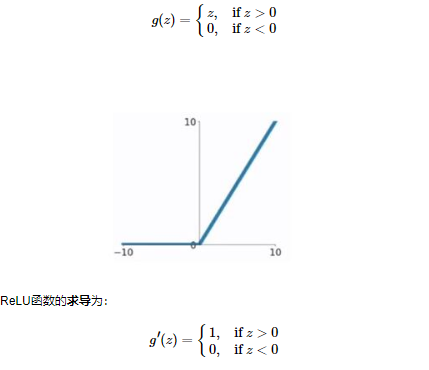 g(z) = { z, if z > 0
0, if z < 0
10
0
−10 10
ReLU函数的求导为：
g′(z) = { 1, if z > 0
0, if z < 0